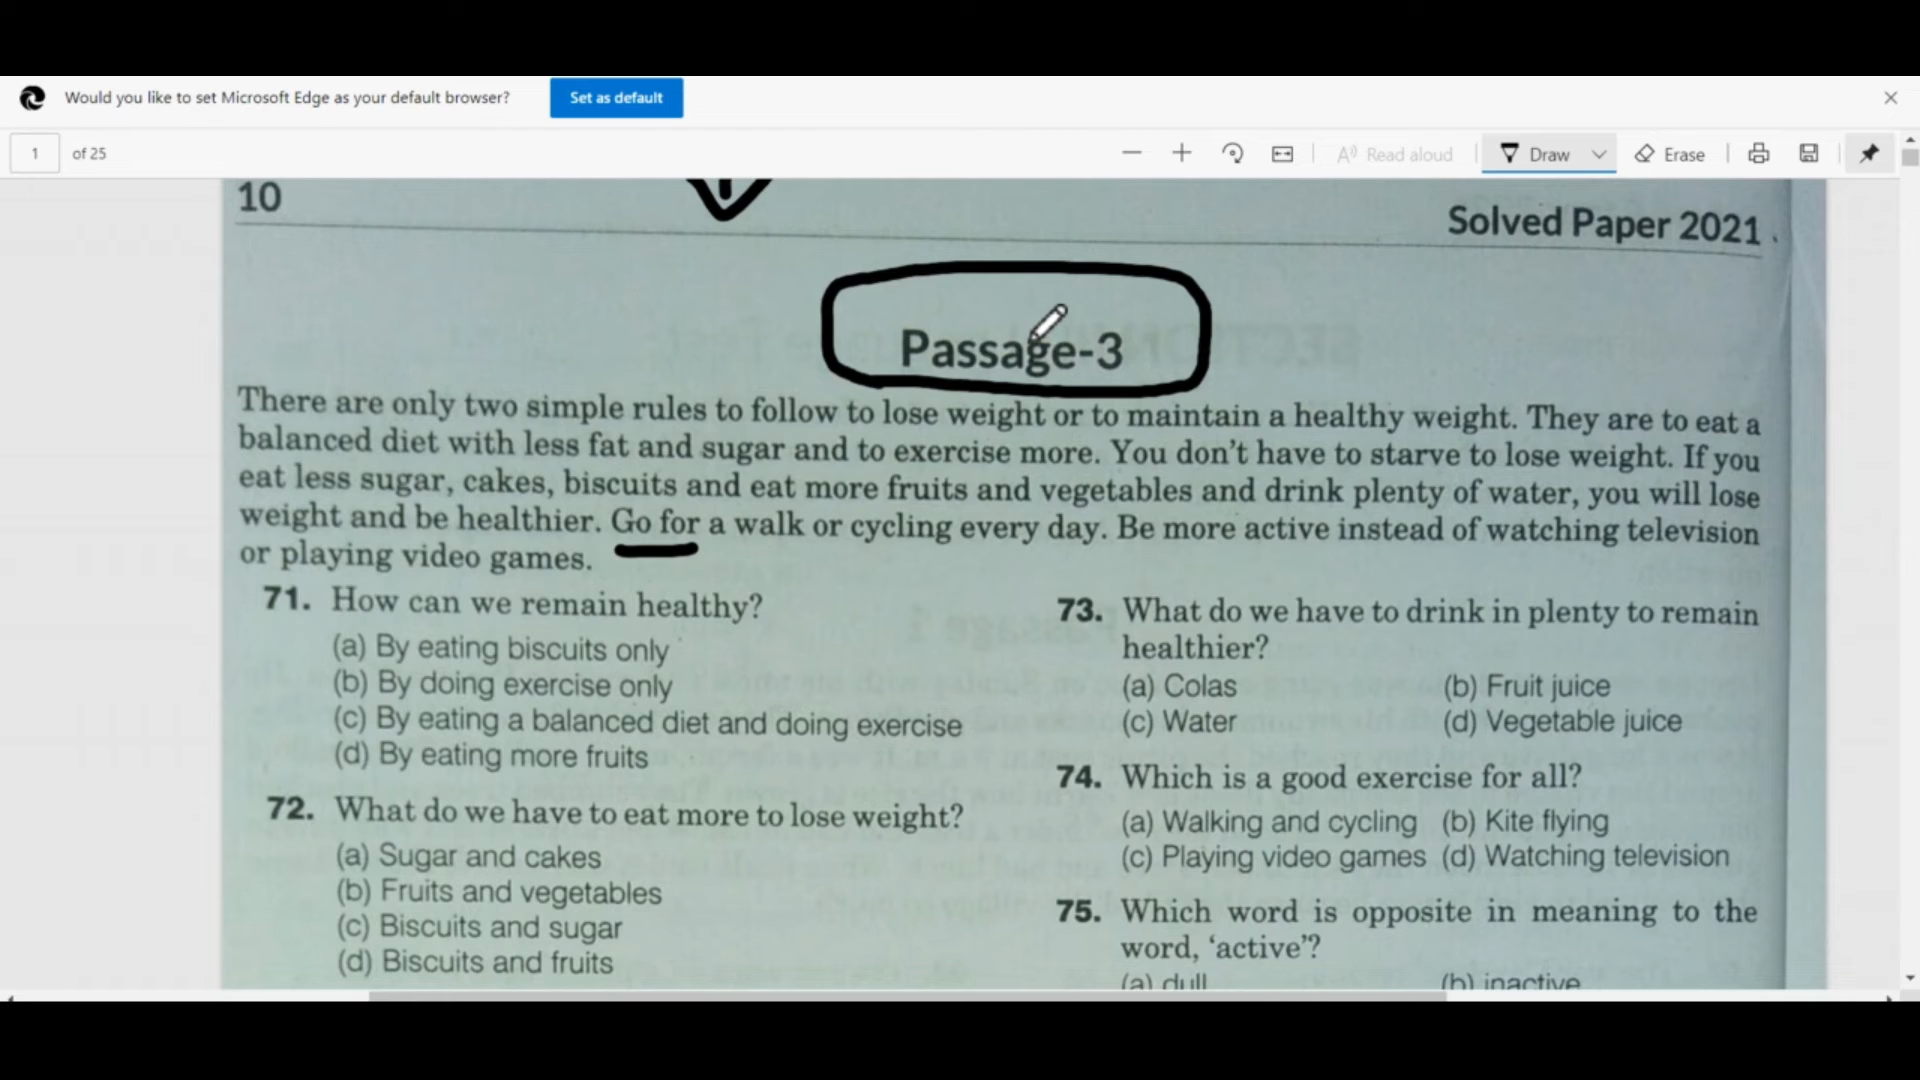 Would you like to set Microsoft Edge as your default browser?
Set as default
1 of 25
Read aloud
Draw
Erase
10
Solved Paper 2021
Passage-3
There are only two simple rules to follow to lose weight or to maintain a healthy weight. They are to eat a
balanced diet with less fat and sugar and to exercise more. You don't have to starve to lose weight. If you
eat less sugar, cakes, biscuits and eat more fruits and vegetables and drink plenty of water, you will lose
weight and be healthier. Go for a walk or cycling every day. Be more active instead of watching television
or playing video games.
71. How can we remain healthy?
(a) By eating biscuits only
(b) By doing exercise only
(c) By eating a balanced diet and doing exercise
(d) By eating more fruits
72. What do we have to eat more to lose weight?
(a) Sugar and cakes
(b) Fruits and vegetables
(c) Biscuits and sugar
(d) Biscuits and fruits
73. What do we have to drink in plenty to remain
healthier?
(a) Colas (b) Fruit juice
(c) Water (d) Vegetable juice
74. Which is a good exercise for all?
(a) Walking and cycling (b) Kite flying
(c) Playing video games (d) Watching television
75. Which word is opposite in meaning to the
word, 'active'?
(a) dull (b) inactive